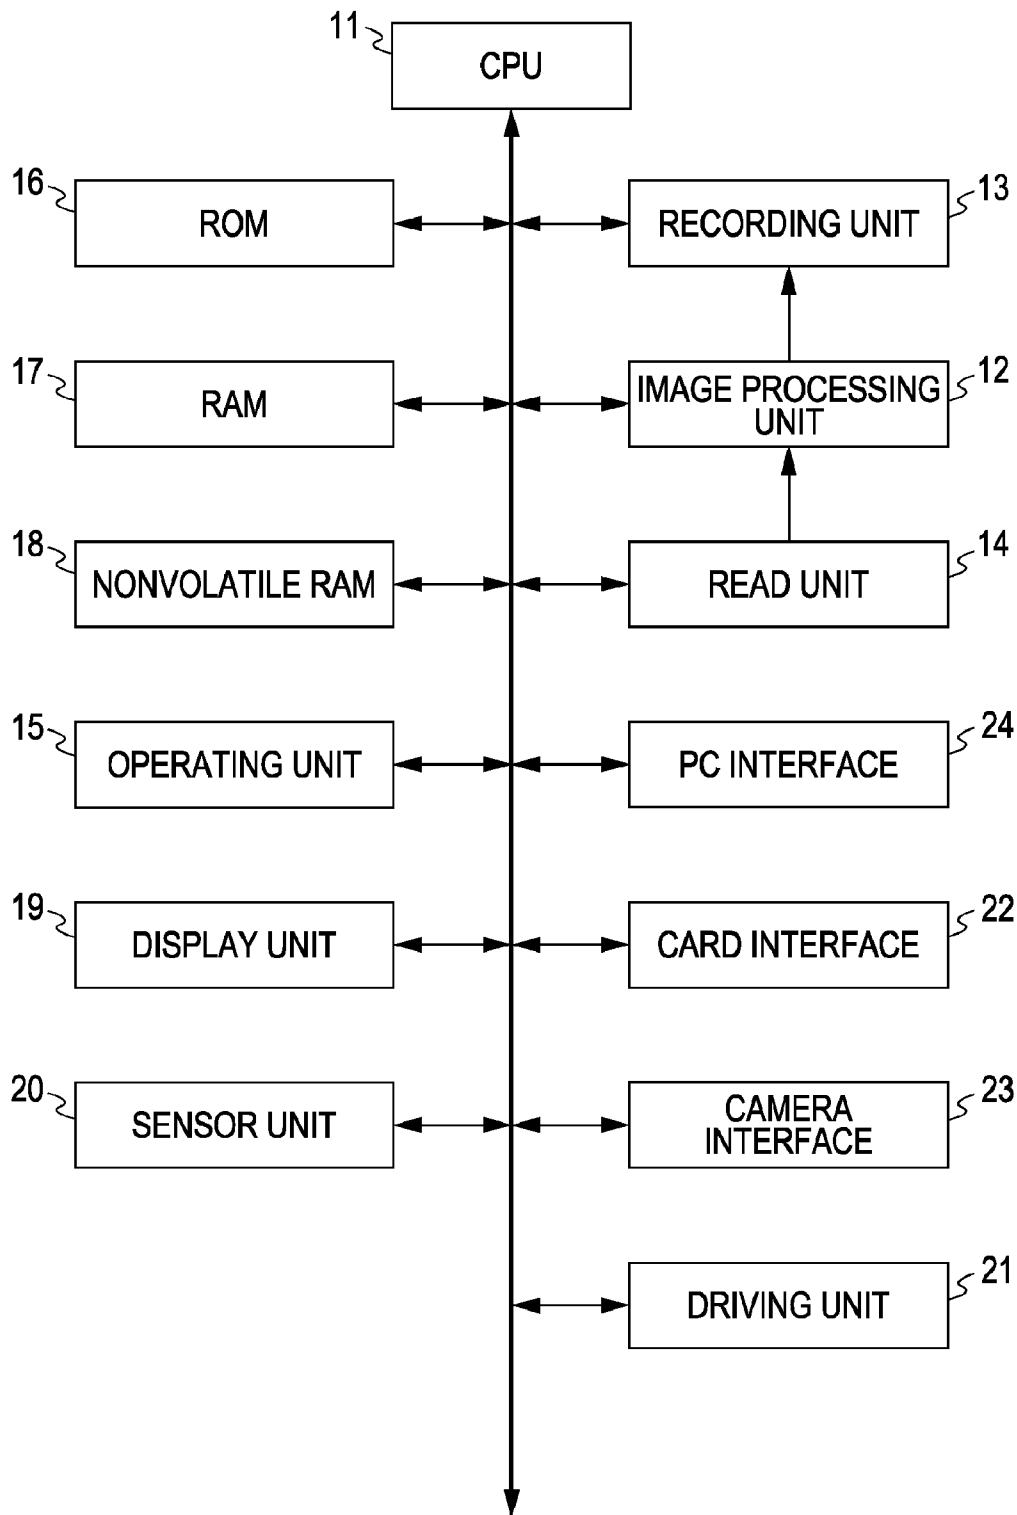 11
CPU
16
ROM
13
RECORDING UNIT
17
RAM
12
IMAGE PROCESSING
UNIT
18
NONVOLATILE RAM
14
READ UNIT
15
OPERATING UNIT
24
PC INTERFACE
19
DISPLAY UNIT
22
CARD INTERFACE
20
SENSOR UNIT
23
CAMERA
INTERFACE
21
DRIVING UNIT